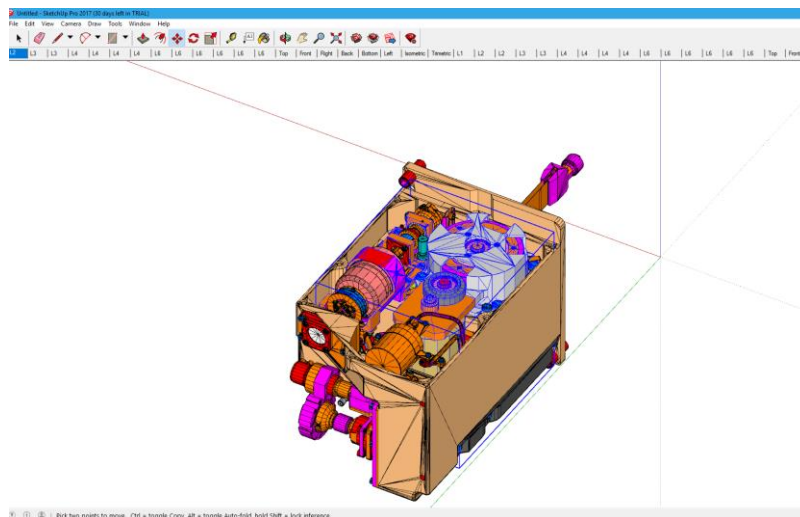 Untitled - SketchUp Pro 2017 (30 days left in TRIAL)
File Edit View Camera Draw Tools Window Help
L2 | L3 | L3 | L4 | L4 | L4 | L5 | L6 | L6 | L6 | L6 | L6 | Top | Front | Right | Back | Bottom | Left | Isometric | Trimetric | L1 | L2 | L2 | L3 | L3 | L4 | L4 | L4 | L5 | L6 | L6 | L6 | L6 | L6 | Top | Front
Pick two points to move. Ctrl = toggle Copy, Alt = toggle Auto-fold, hold Shift = lock inference.